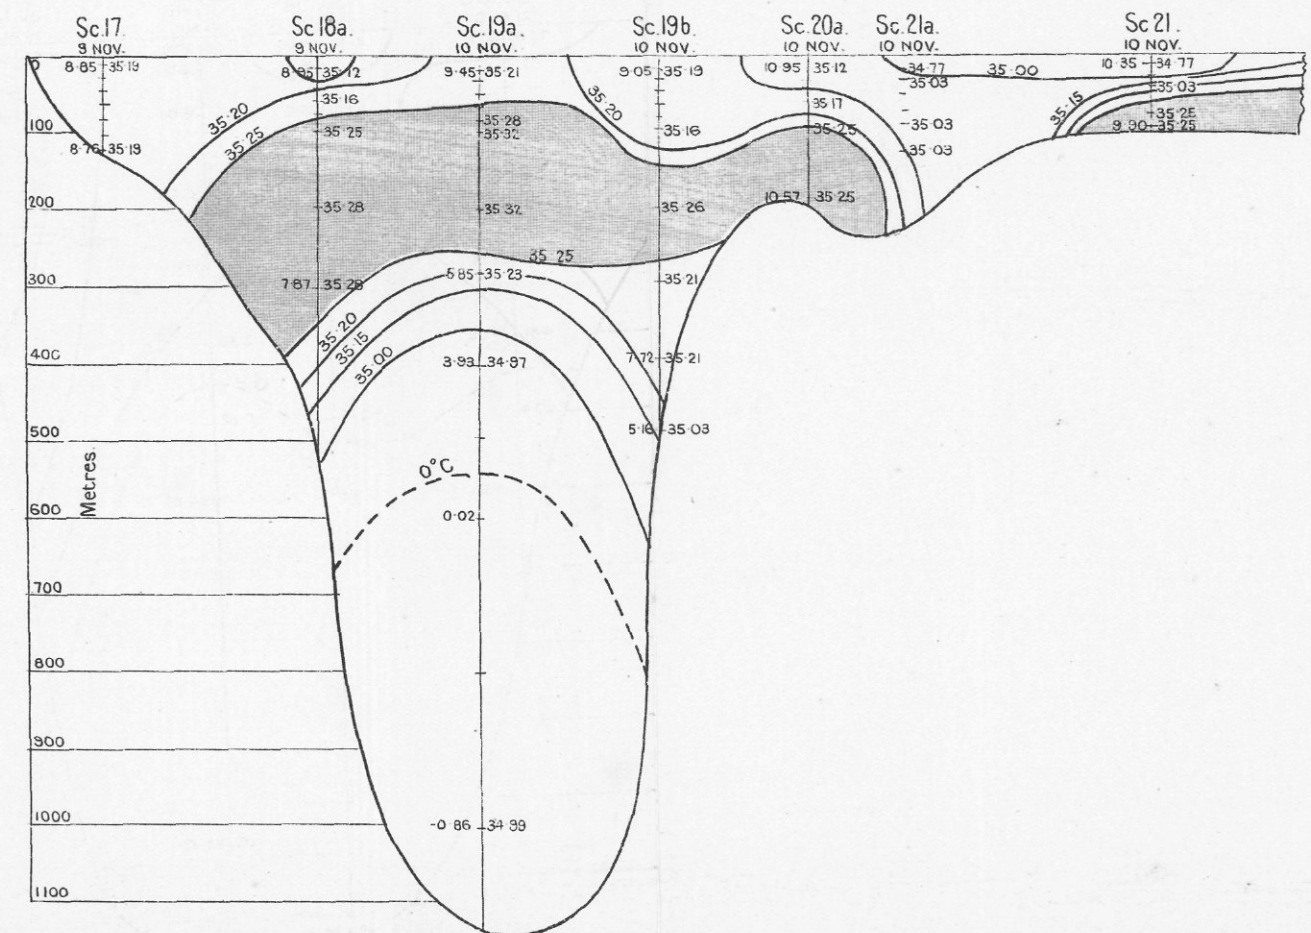 Sc.17 Sc.18a. Sc.19a. Sc.19b Sc.20a. Sc.21a. Sc 21.
9 NOV. 9 NOV. 10 NOV. 10 NOV. 10 NOV. 10 NOV. 10 NOV.
0 8·85 35·19 8·95 35·12 9·45 35·21 9·05 35·19 10·95 35·12 34·77 35·00 10·35 34·77
35·03 35·03
35·20 35·16 35·20 35·17 35·15
35·25 35·28 35·25
100 35·25 35·32 35·16 35·25 35·03 9·90 35·25
8·76 35·19 35·03
200 35·28 35·32 35·26 10·57 35·25
35·25
300 7·87 35·28 5·85 35·23 35·21
35·20
35·15
35·00
400 3·93 34·97 7·72 35·21
500 5·16 35·03
Metres.
0°C
600 0·02
700
800
900
1000 -0·86 34·99
1100